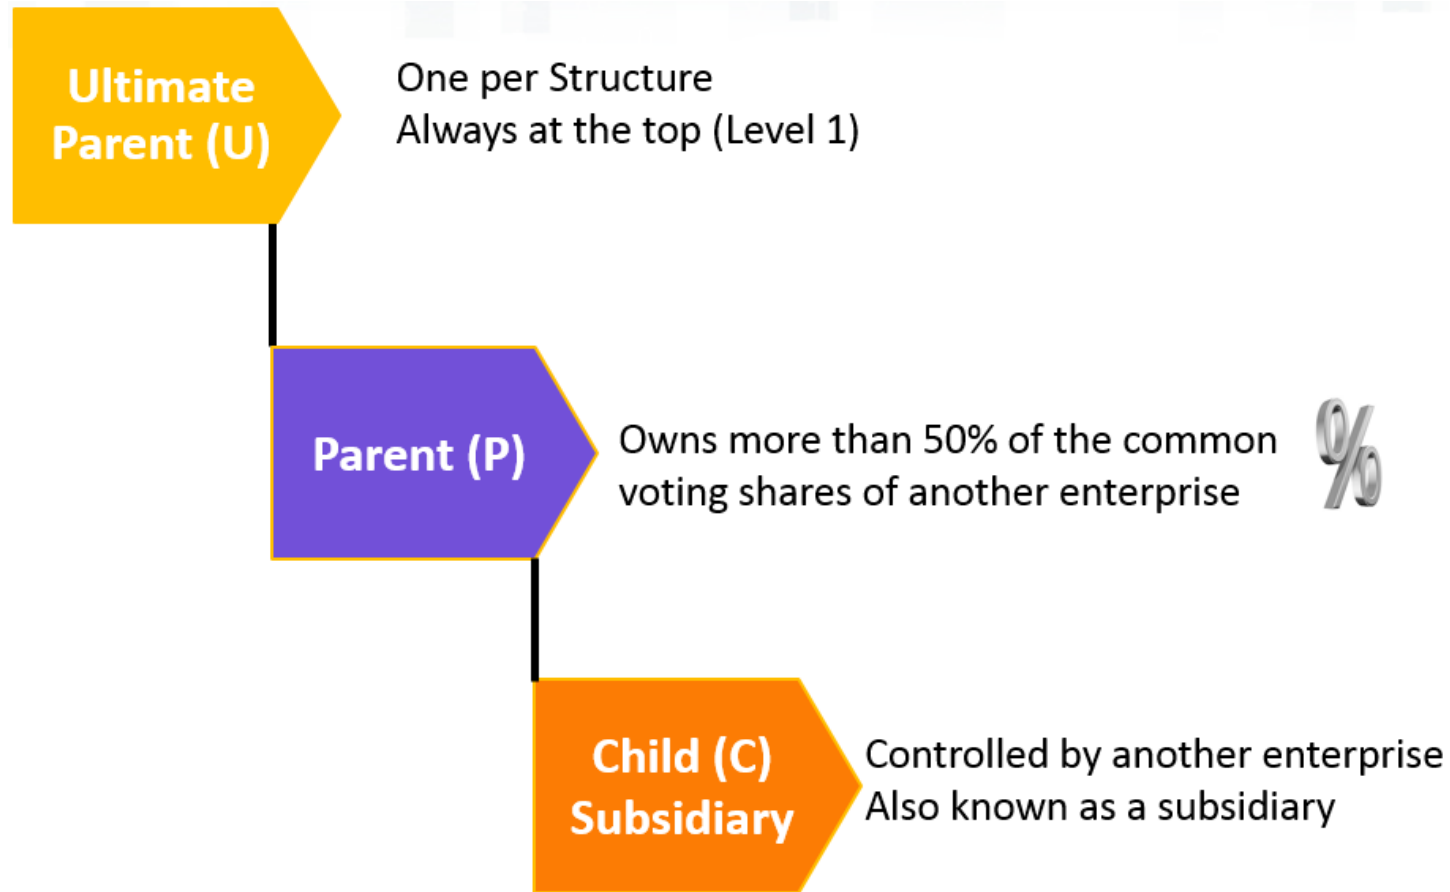 Ultimate
Parent (U)
One per Structure
Always at the top (Level 1)
Parent (P)
Owns more than 50% of the common
voting shares of another enterprise
%
Child (C)
Subsidiary
Controlled by another enterprise
Also known as a subsidiary